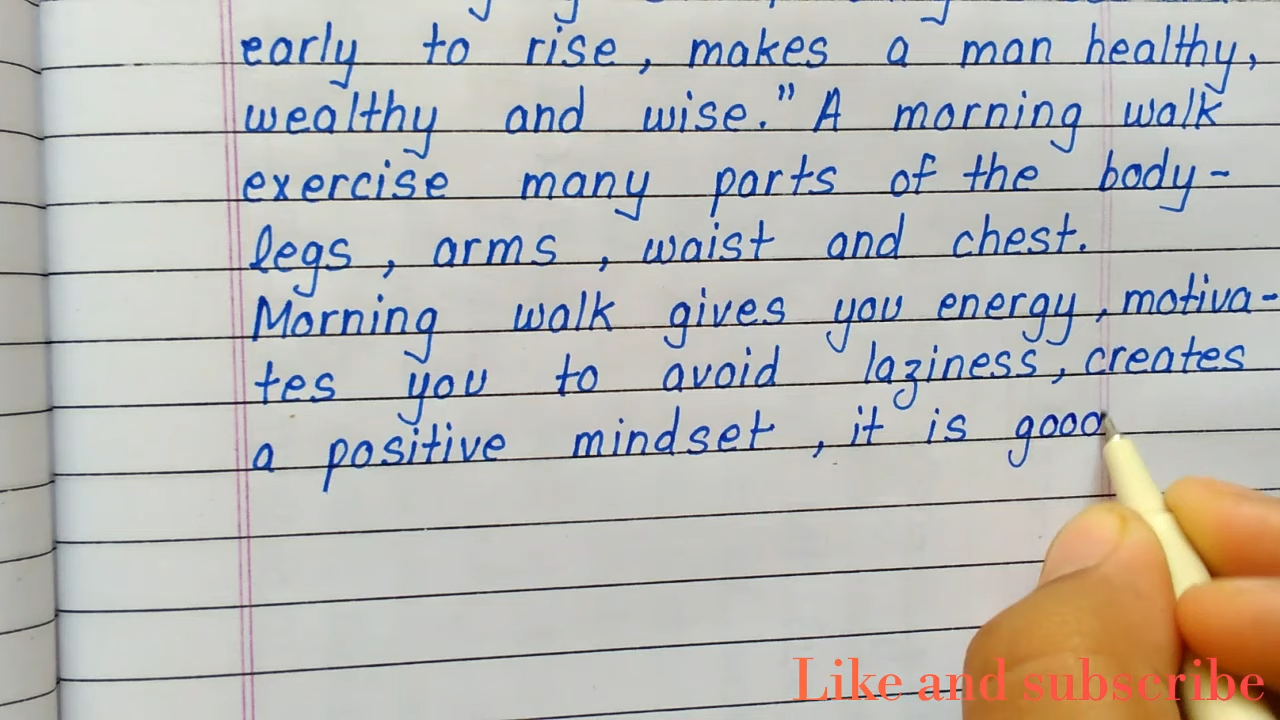 early to rise, makes a man healthy,
wealthy and wise." A morning walk
exercise many parts of the body-
legs, arms, waist and chest.
Morning walk gives you energy, motiva-
tes you to avoid laziness, creates
a positive mindset, it is good
Like and subscribe